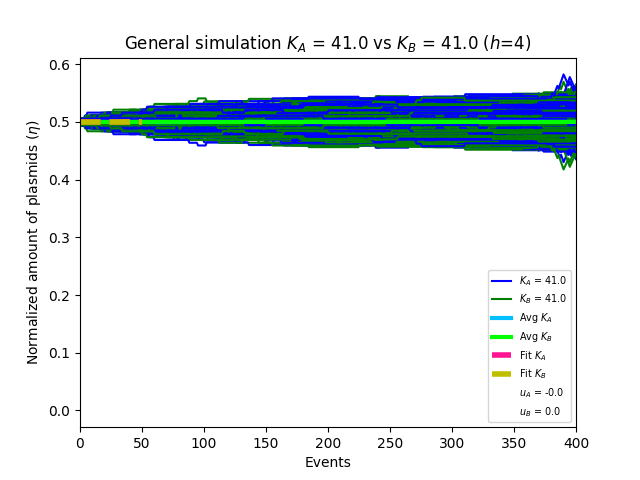 General simulation K_A = 41.0 vs K_B = 41.0 (h=4)
Normalized amount of plasmids (η)
0.6
0.5
0.4
0.3
0.2
0.1
0.0
K_A = 41.0
K_B = 41.0
Avg K_A
Avg K_B
Fit K_A
Fit K_B
u_A = -0.0
u_B = 0.0
0 50 100 150 200 250 300 350 400
Events